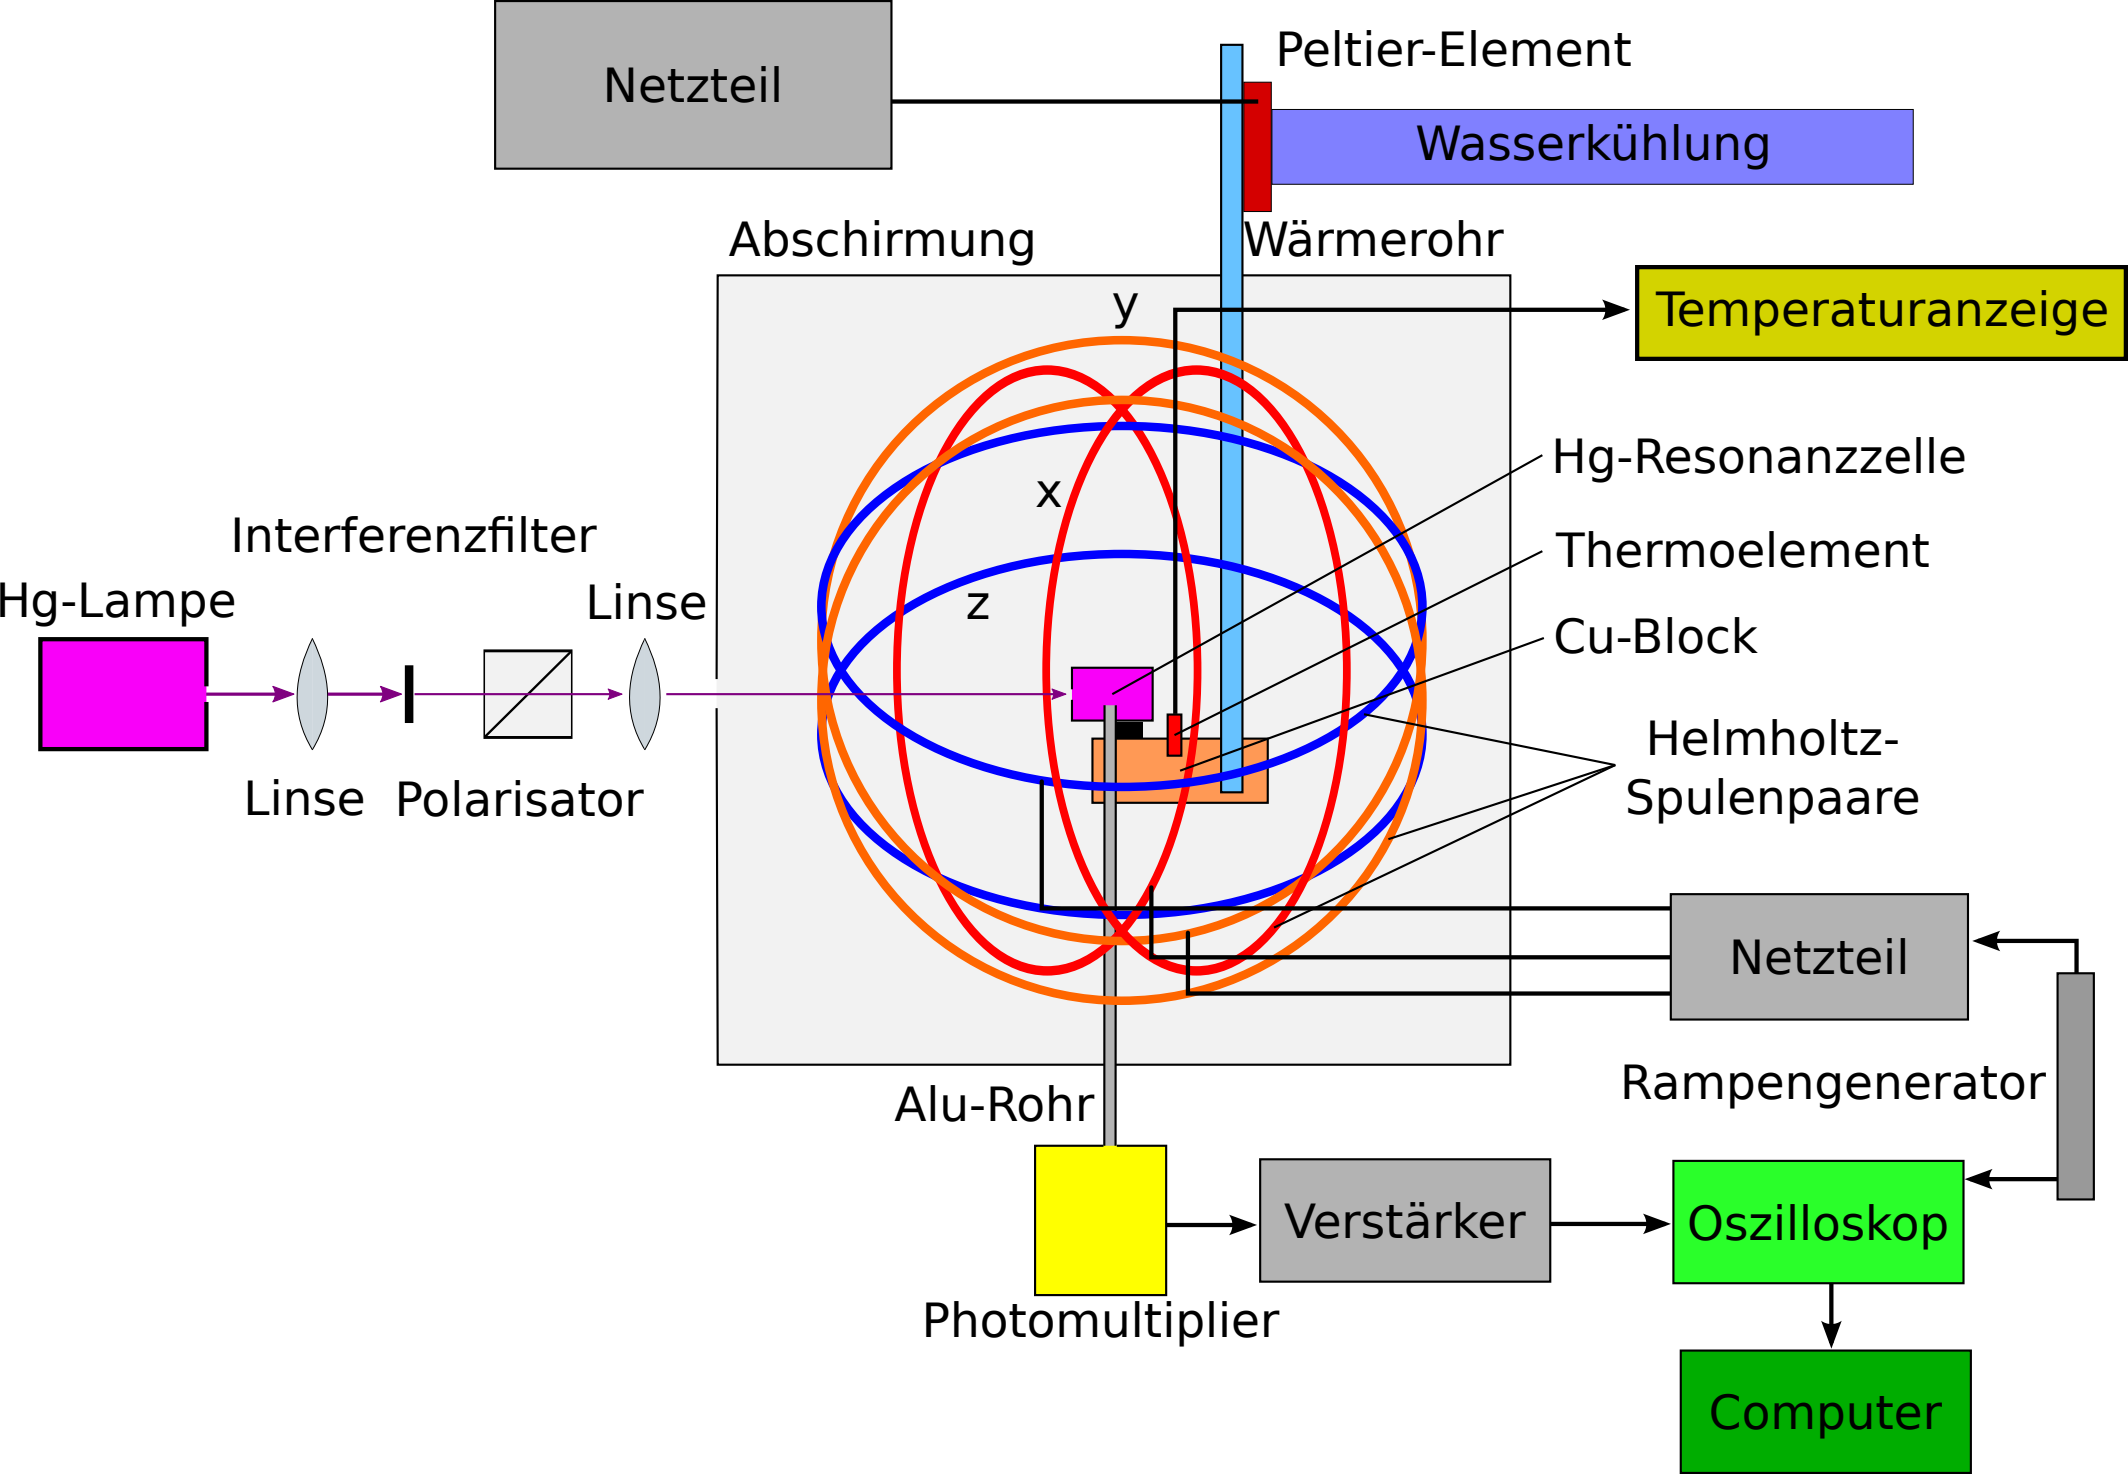 Peltier-Element
Netzteil
Wasserkühlung
Abschirmung
Wärmerohr
Temperaturanzeige
y
Hg-Resonanzzelle
x
Interferenzfilter
Thermoelement
Hg-Lampe
Linse
z
Cu-Block
Helmholtz-
Spulenpaare
Linse
Polarisator
Netzteil
Rampengenerator
Alu-Rohr
Verstärker
Oszilloskop
Photomultiplier
Computer